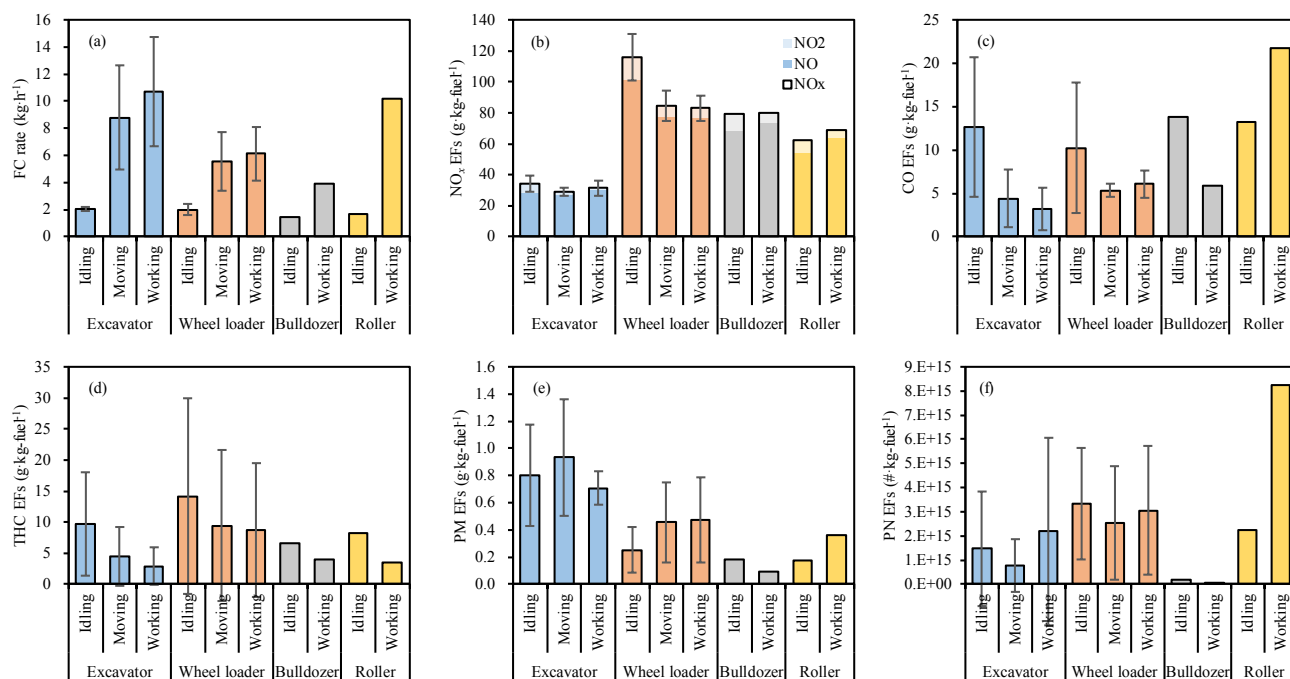 (a)
FC rate (kg·h⁻¹)
16
14
12
10
8
6
4
2
0
Idling
Moving
Working
Idling
Moving
Working
Idling
Working
Idling
Working
Excavator
Wheel loader
Bulldozer
Roller
(b)
NOₓ EFs (g·kg-fuel⁻¹)
140
120
100
80
60
40
20
0
NO2
NO
NOx
Idling
Moving
Working
Idling
Moving
Working
Idling
Working
Idling
Working
Excavator
Wheel loader
Bulldozer
Roller
(c)
CO EFs (g·kg-fuel⁻¹)
25
20
15
10
5
0
Idling
Moving
Working
Idling
Moving
Working
Idling
Working
Idling
Working
Excavator
Wheel loader
Bulldozer
Roller
(d)
THC EFs (g·kg-fuel⁻¹)
35
30
25
20
15
10
5
0
Idling
Moving
Working
Idling
Moving
Working
Idling
Working
Idling
Working
Excavator
Wheel loader
Bulldozer
Roller
(e)
PM EFs (g·kg-fuel⁻¹)
1.6
1.4
1.2
1.0
0.8
0.6
0.4
0.2
0.0
Idling
Moving
Working
Idling
Moving
Working
Idling
Working
Idling
Working
Excavator
Wheel loader
Bulldozer
Roller
(f)
PN EFs (#·kg-fuel⁻¹)
9.E+15
8.E+15
7.E+15
6.E+15
5.E+15
4.E+15
3.E+15
2.E+15
1.E+15
0.E+00
Idling
Moving
Working
Idling
Moving
Working
Idling
Working
Idling
Working
Excavator
Wheel loader
Bulldozer
Roller